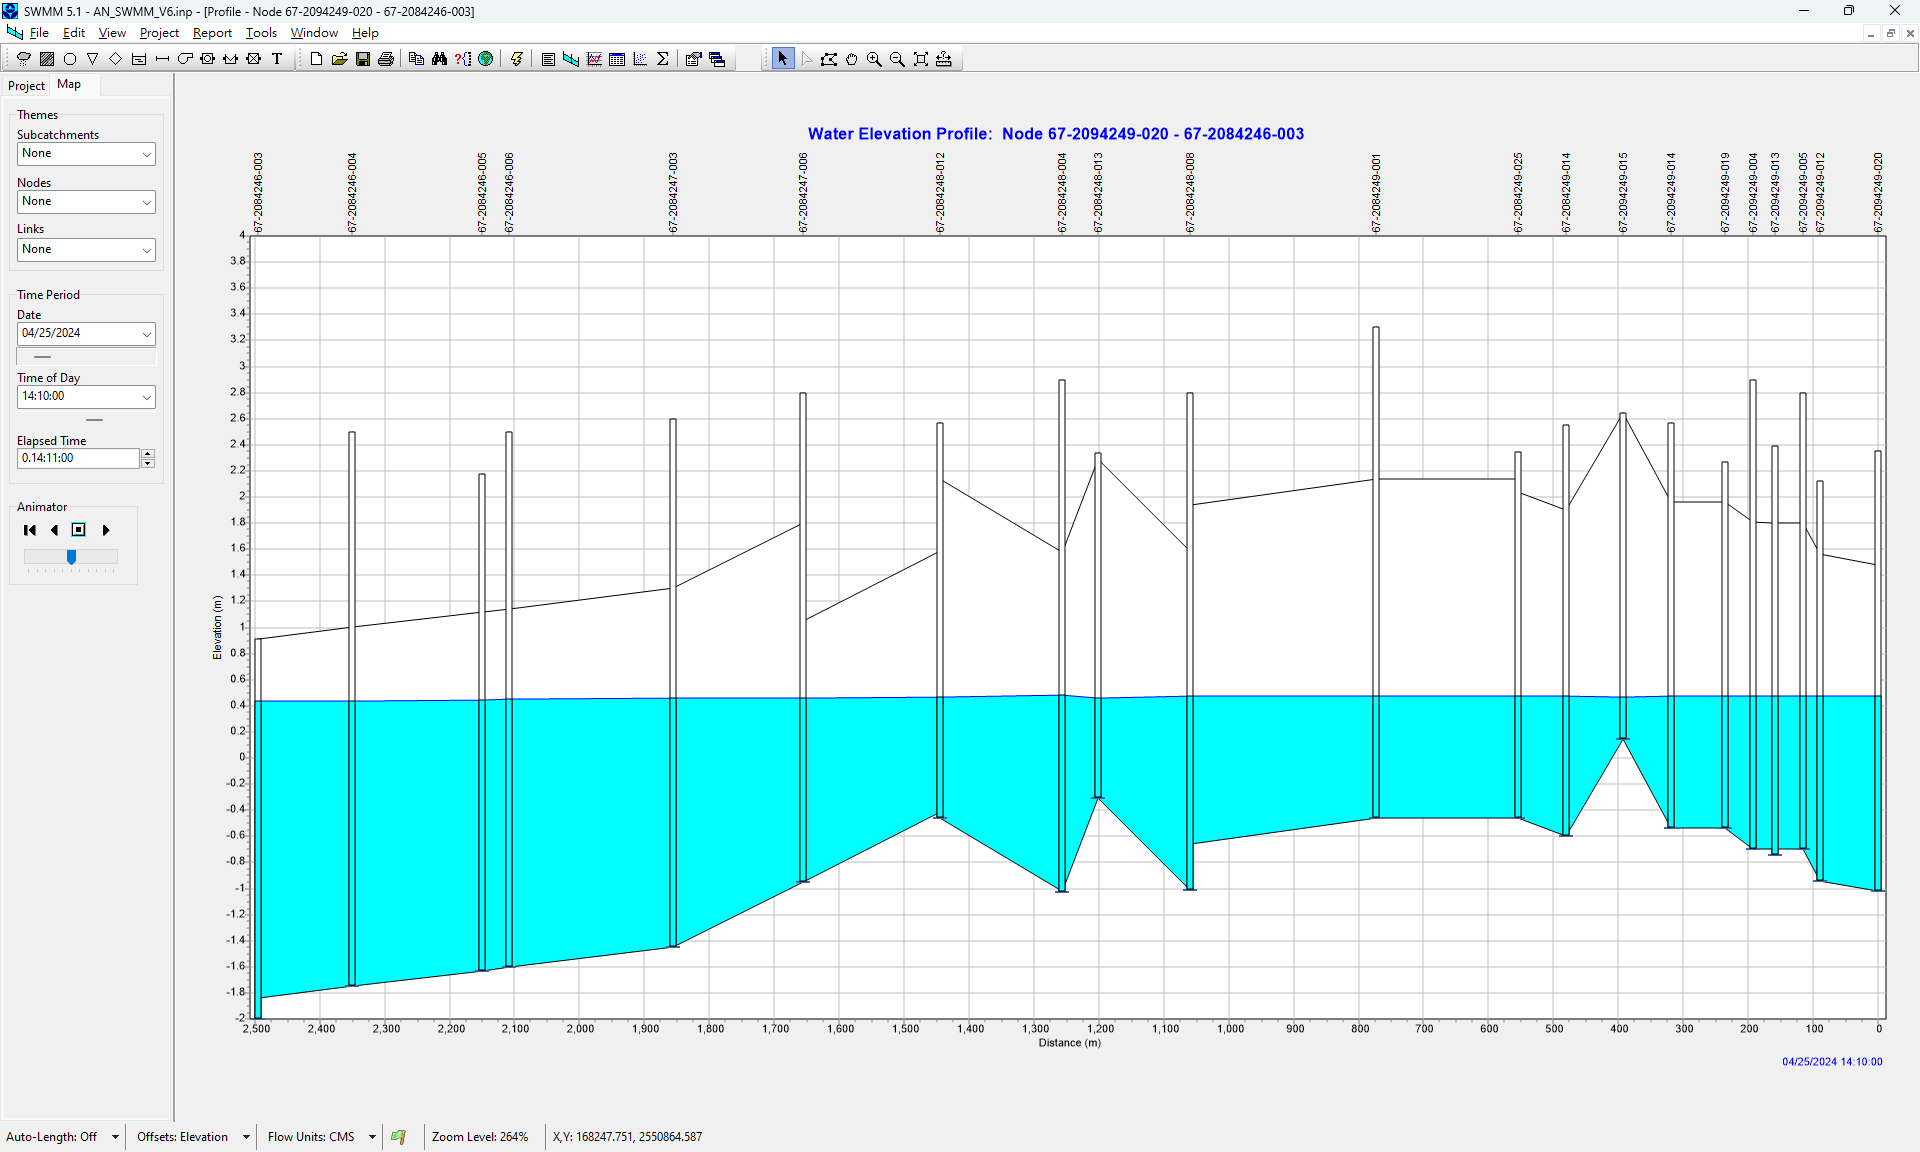 SWMM 5.1 - AN_SWMM_V6.inp - [Profile - Node 67-2094249-020 - 67-2084246-003]
File Edit View Project Report Tools Window Help
T
Project Map
Themes
Subcatchments
None
Nodes
None
Links
None
Time Period
Date
04/25/2024
Time of Day
14:10:00
Elapsed Time
0.14:11:00
Animator
Water Elevation Profile: Node 67-2094249-020 - 67-2084246-003
67-2084246-003
67-2084246-004
67-2084246-005
67-2084246-006
67-2084247-003
67-2084247-006
67-2084248-012
67-2084248-004
67-2084248-013
67-2084248-008
67-2084249-001
67-2084249-025
67-2084249-014
67-2094249-015
67-2094249-014
67-2094249-019
67-2094249-004
67-2094249-013
67-2094249-005
67-2094249-012
67-2094249-020
4
3.8
3.6
3.4
3.2
3
2.8
2.6
2.4
2.2
2
1.8
1.6
1.4
1.2
1
0.8
0.6
0.4
0.2
0
-0.2
-0.4
-0.6
-0.8
-1
-1.2
-1.4
-1.6
-1.8
-2
Elevation (m)
2,500 2,400 2,300 2,200 2,100 2,000 1,900 1,800 1,700 1,600 1,500 1,400 1,300 1,200 1,100 1,000 900 800 700 600 500 400 300 200 100 0
Distance (m)
04/25/2024 14:10:00
Auto-Length: Off Offsets: Elevation Flow Units: CMS Zoom Level: 264% X,Y: 168247.751, 2550864.587